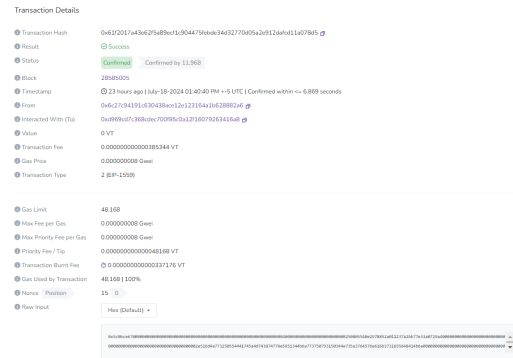 Transaction Details
Transaction Hash 0x61f2017a43e62f5a89ecf1c904475febde34d32770d05a2e912dafcd11a078d5
Result Success
Status Confirmed Confirmed by 11,968
Block 28585005
Timestamp 23 hours ago | July-18-2024 01:40:40 PM +-5 UTC | Confirmed within <= 6.869 seconds
From 0x6c27c94191c630438ace12e123164a1b628882a6
Interacted With (To) 0xd969cd7c368cdec700f95c0a12f16079263416a8
Value 0 VT
Transaction Fee 0.000000000000385344 VT
Gas Price 0.000000008 Gwei
Transaction Type 2 (EIP-1559)
Gas Limit 48,168
Max Fee per Gas 0.000000008 Gwei
Max Priority Fee per Gas 0.000000008 Gwei
Priority Fee / Tip 0.000000000000048168 VT
Transaction Burnt Fee 0.000000000000337176 VT
Gas Used by Transaction 48,168 | 100%
Nonce Position 15 0
Raw Input Hex (Default)